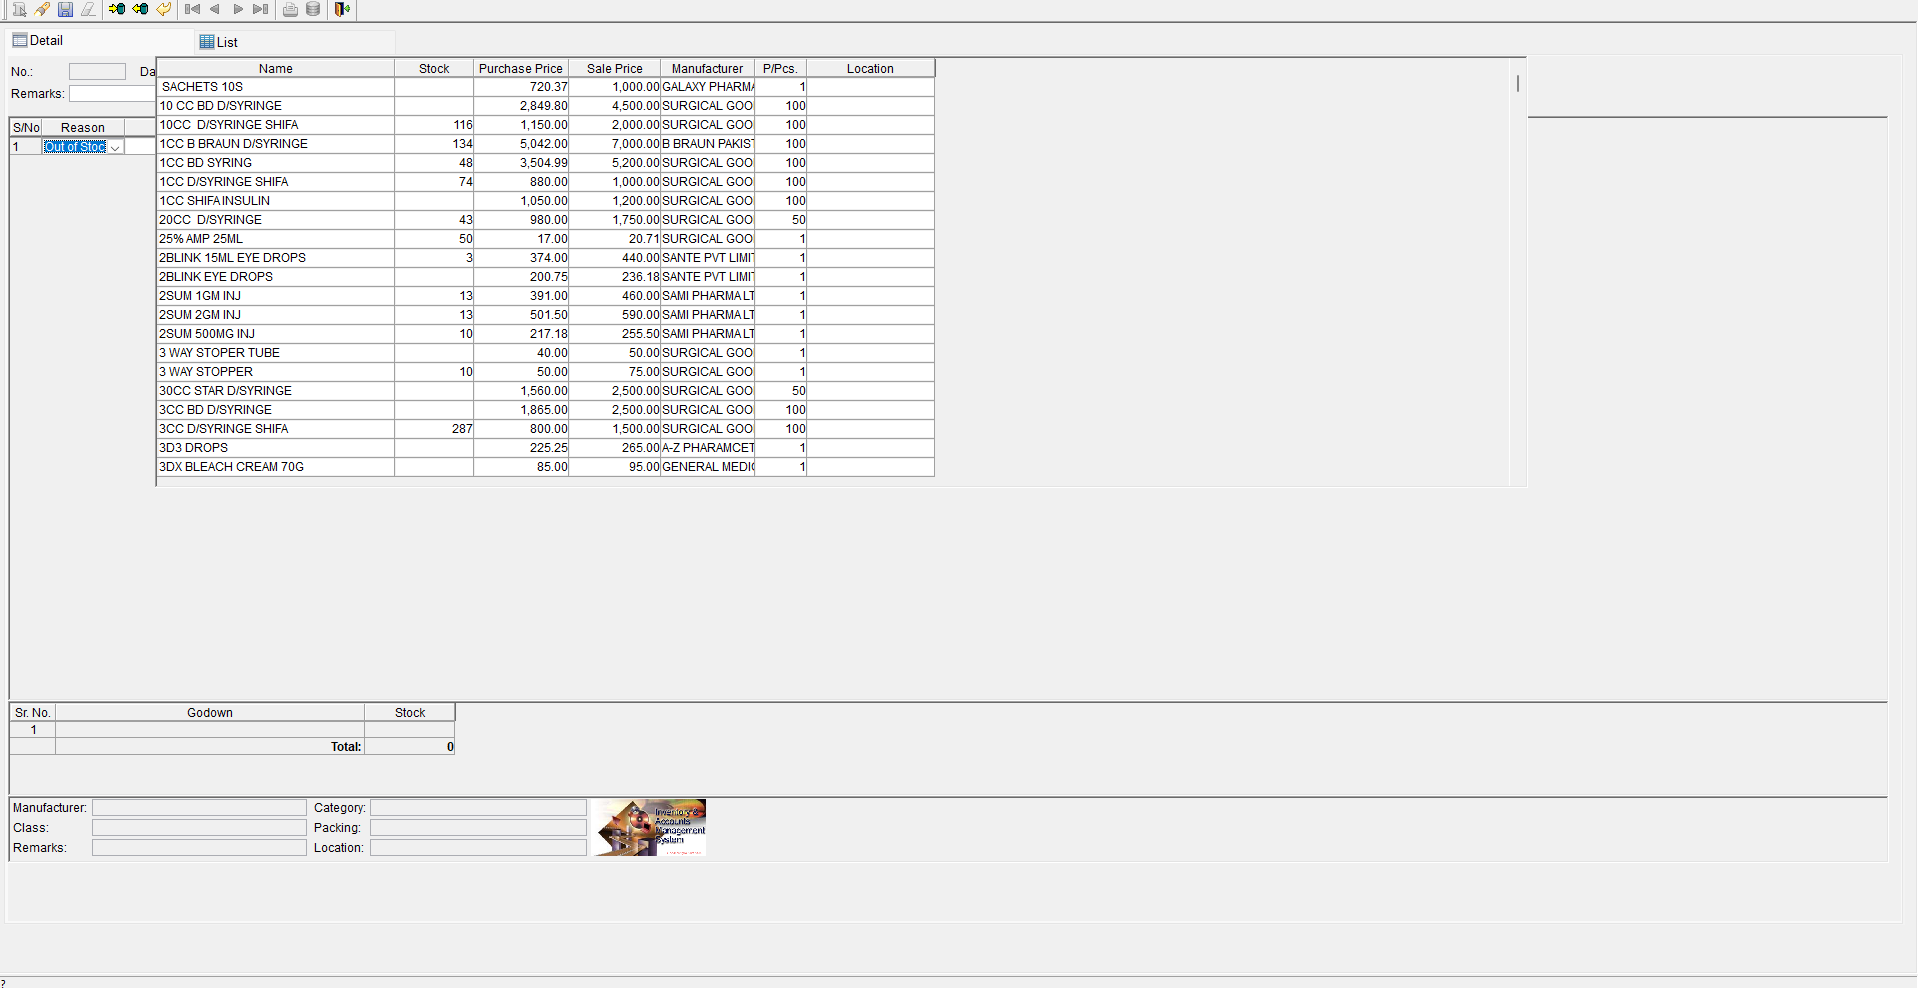 Detail
List
No.:
Da
Remarks:
S/No Reason
1 Out of Stoc
Name Stock Purchase Price Sale Price Manufacturer P/Pcs. Location
SACHETS 10S 720.37 1,000.00 GALAXY PHARMA 1
10 CC BD D/SYRINGE 2,849.80 4,500.00 SURGICAL GOO 100
10CC D/SYRINGE SHIFA 116 1,150.00 2,000.00 SURGICAL GOO 100
1CC B BRAUN D/SYRINGE 134 5,042.00 7,000.00 B BRAUN PAKIST 100
1CC BD SYRING 48 3,504.99 5,200.00 SURGICAL GOO 100
1CC D/SYRINGE SHIFA 74 880.00 1,000.00 SURGICAL GOO 100
1CC SHIFA INSULIN 1,050.00 1,200.00 SURGICAL GOO 100
20CC D/SYRINGE 43 980.00 1,750.00 SURGICAL GOO 50
25% AMP 25ML 50 17.00 20.71 SURGICAL GOO 1
2BLINK 15ML EYE DROPS 3 374.00 440.00 SANTE PVT LIMIT 1
2BLINK EYE DROPS 200.75 236.18 SANTE PVT LIMIT 1
2SUM 1GM INJ 13 391.00 460.00 SAMI PHARMA LT 1
2SUM 2GM INJ 13 501.50 590.00 SAMI PHARMA LT 1
2SUM 500MG INJ 10 217.18 255.50 SAMI PHARMA LT 1
3 WAY STOPER TUBE 40.00 50.00 SURGICAL GOO 1
3 WAY STOPPER 10 50.00 75.00 SURGICAL GOO 1
30CC STAR D/SYRINGE 1,560.00 2,500.00 SURGICAL GOO 50
3CC BD D/SYRINGE 1,865.00 2,500.00 SURGICAL GOO 100
3CC D/SYRINGE SHIFA 287 800.00 1,500.00 SURGICAL GOO 100
3D3 DROPS 225.25 265.00 A-Z PHARAMCET 1
3DX BLEACH CREAM 70G 85.00 95.00 GENERAL MEDIC 1
Sr. No. Godown Stock
1
Total: 0
Manufacturer: Category:
Class: Packing:
Remarks: Location:
Inventory &
Accounts
Management
System
?